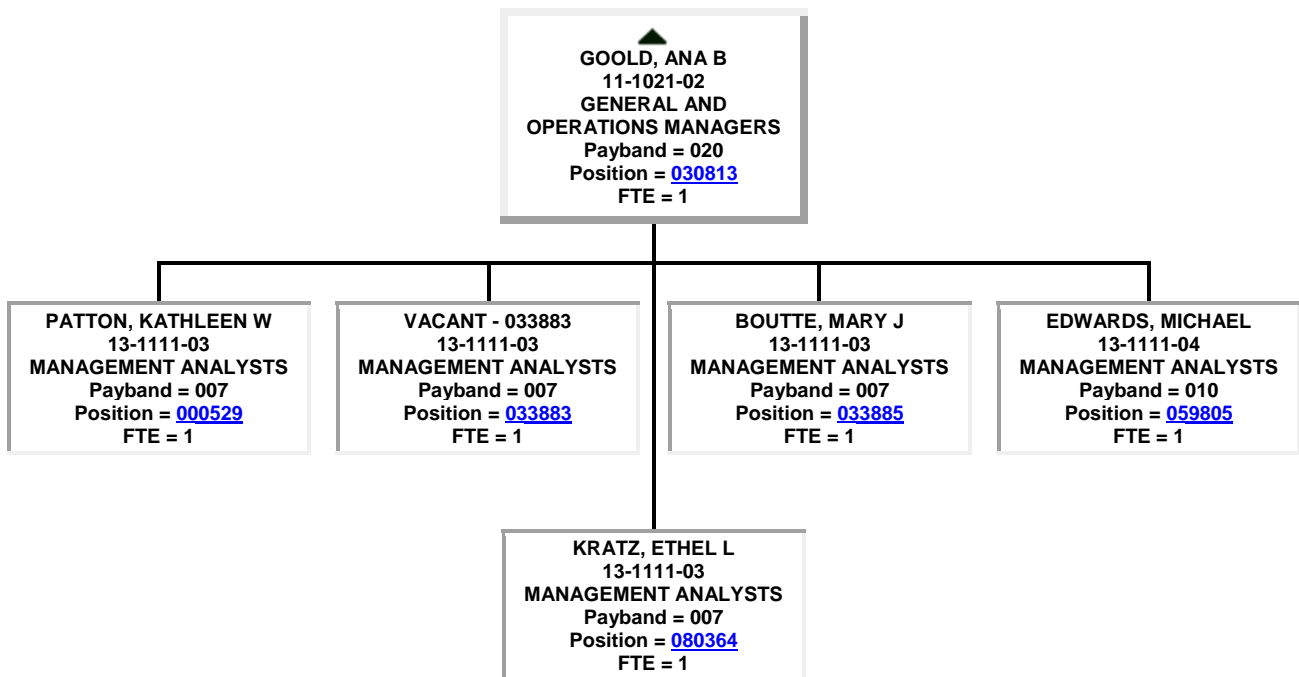 GOOLD, ANA B
11-1021-02
GENERAL AND
OPERATIONS MANAGERS
Payband = 020
Position = 030813
FTE = 1
PATTON, KATHLEEN W
13-1111-03
MANAGEMENT ANALYSTS
Payband = 007
Position = 000529
FTE = 1
VACANT - 033883
13-1111-03
MANAGEMENT ANALYSTS
Payband = 007
Position = 033883
FTE = 1
BOUTTE, MARY J
13-1111-03
MANAGEMENT ANALYSTS
Payband = 007
Position = 033885
FTE = 1
EDWARDS, MICHAEL
13-1111-04
MANAGEMENT ANALYSTS
Payband = 010
Position = 059805
FTE = 1
KRATZ, ETHEL L
13-1111-03
MANAGEMENT ANALYSTS
Payband = 007
Position = 080364
FTE = 1